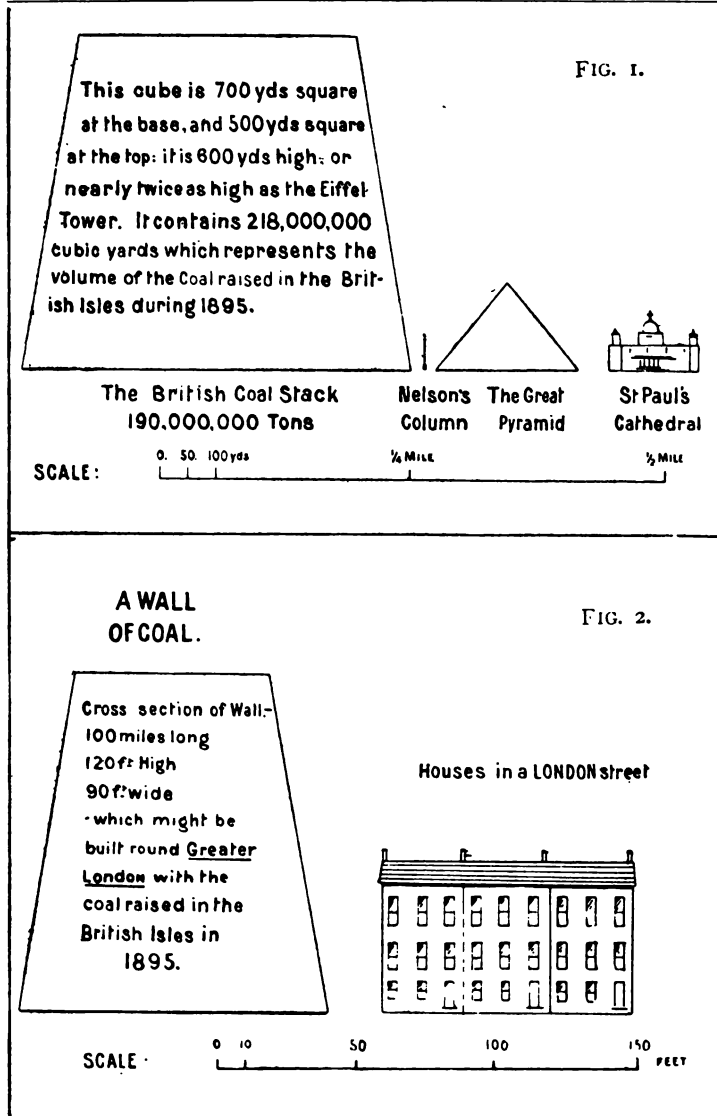 FIG. 1.
This cube is 700 yds square
at the base, and 500 yds square
at the top: it is 600 yds high, or
nearly twice as high as the Eiffel
Tower. It contains 218,000,000
cubic yards which represents the
volume of the Coal raised in the Brit-
ish Isles during 1895.
The British Coal Stack
190,000,000 Tons
Nelson's
Column
The Great
Pyramid
St Paul's
Cathedral
SCALE:
0. 50. 100 yds ¼ MILE ½ MILE
FIG. 2.
A WALL
OF COAL.
Cross section of Wall:-
100 miles long
120 ft High
90 ft wide
- which might be
built round Greater
London with the
coal raised in the
British Isles in
1895.
Houses in a LONDON street
SCALE
0 10 50 100 150 FEET